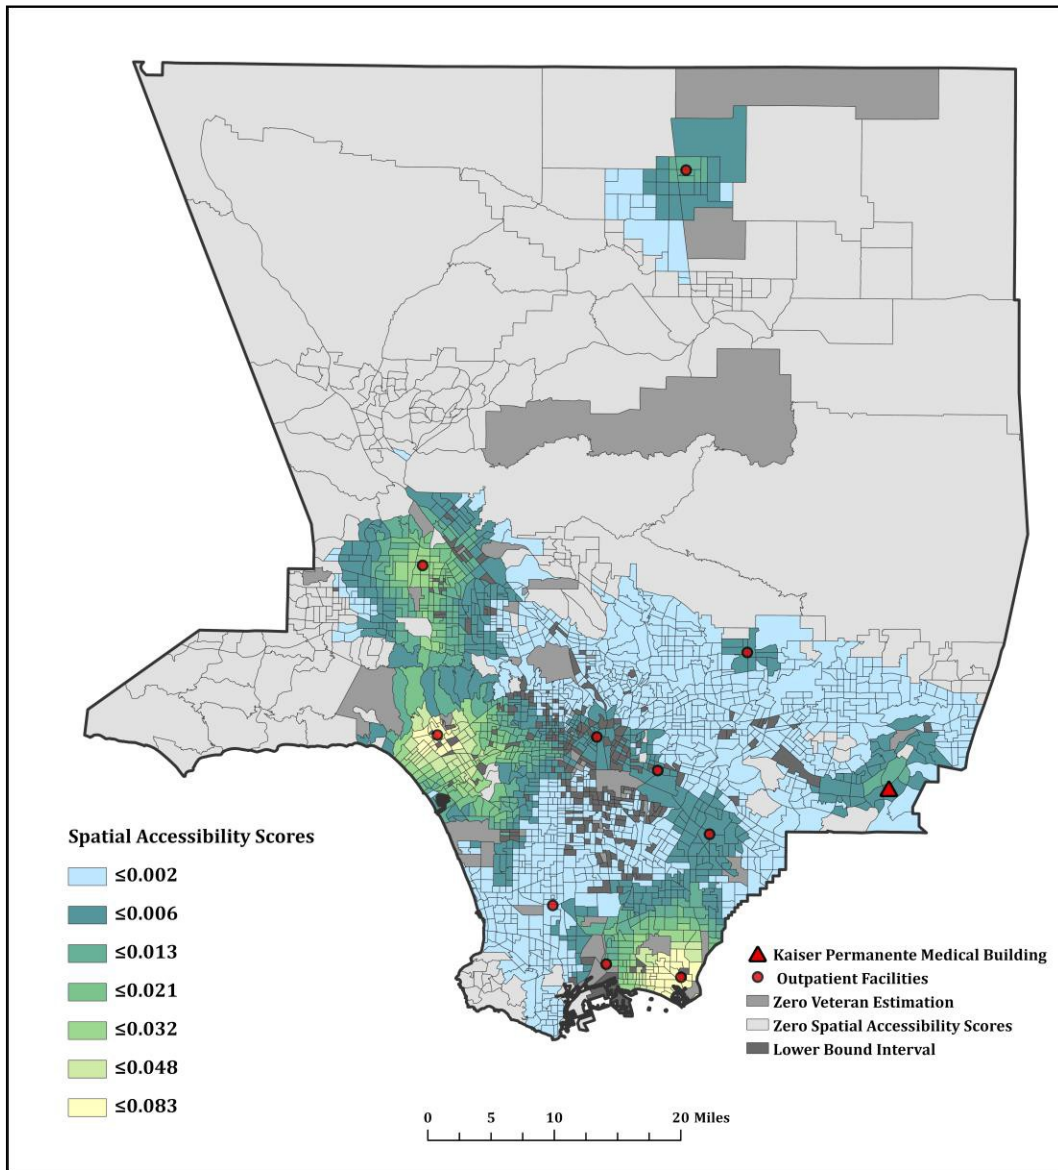 Spatial Accessibility Scores
≤0.002
≤0.006
≤0.013
≤0.021
≤0.032
≤0.048
≤0.083
Kaiser Permanente Medical Building
Outpatient Facilities
Zero Veteran Estimation
Zero Spatial Accessibility Scores
Lower Bound Interval
0 5 10 20 Miles